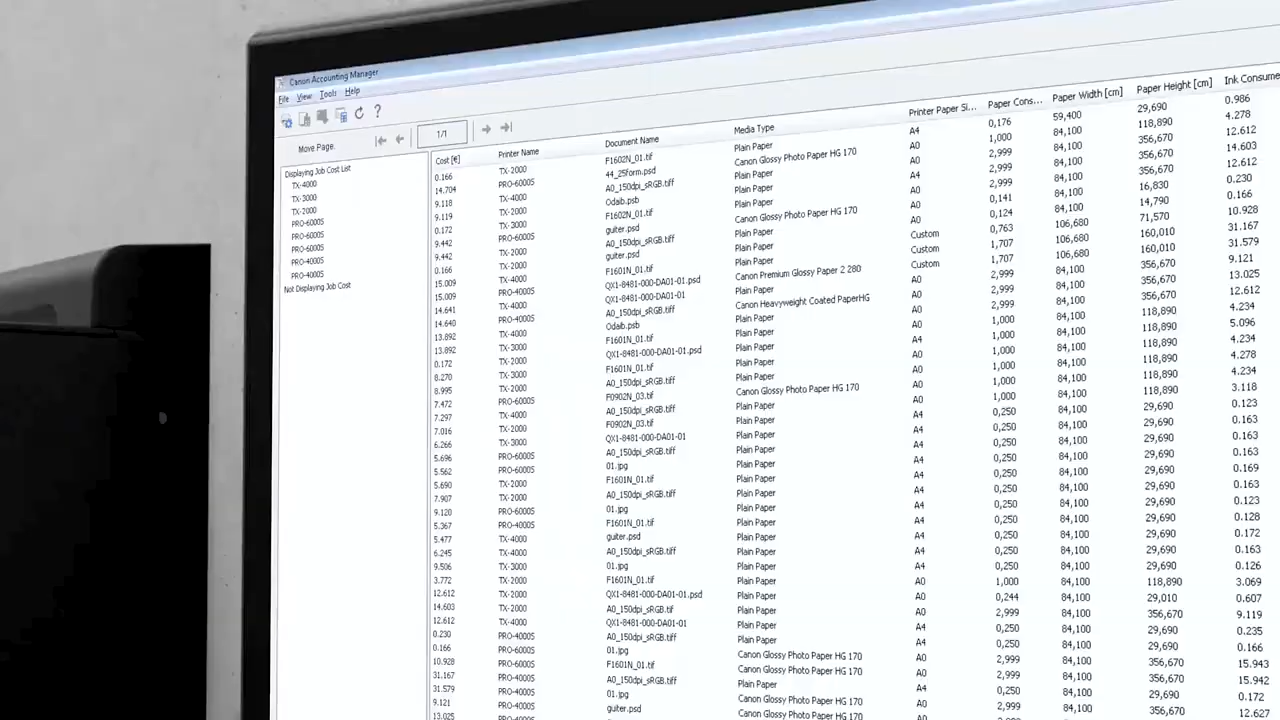 Canon Accounting Manager
File View Tools Help
Move Page. 1/1
Displaying Job Cost List
TX-4000
TX-3000
TX-2000
PRO-6000S
PRO-6000S
PRO-6000S
PRO-4000S
PRO-4000S
Not Displaying Job Cost
Cost [€] Printer Name Document Name Media Type Printer Paper Si... Paper Cons... Paper Width [cm] Paper Height [cm] Ink Consume
0.166 TX-2000 F1602N_01.tif Plain Paper A4 0,176 59,400 29,690 0.986
14.704 PRO-6000S 44_25form.psd Canon Glossy Photo Paper HG 170 A0 1,000 84,100 118,890 4.278
9.118 TX-4000 A0_150dpi_sRGB.tiff Plain Paper A0 2,999 84,100 356,670 12.612
9.119 TX-2000 Odaib.psb Plain Paper A4 2,999 84,100 356,670 14.603
0.172 TX-3000 F1602N_01.tif Plain Paper A0 2,999 84,100 356,670 12.612
9.442 PRO-6000S guiter.psd Canon Glossy Photo Paper HG 170 A0 0,141 84,100 16,830 0.230
9.442 TX-2000 A0_150dpi_sRGB.tiff Plain Paper A0 0,124 84,100 14,790 0.166
0.166 TX-2000 guiter.psd Plain Paper Custom 0,763 106,680 71,570 10.928
15.009 TX-4000 F1601N_01.tif Plain Paper Custom 1,707 106,680 160,010 31.167
15.009 PRO-4000S QX1-8481-000-DA01-01.psd Canon Premium Glossy Paper 2 280 Custom 1,707 106,680 160,010 31.579
14.641 TX-2000 QX1-8481-000-DA01-01 Plain Paper A0 2,999 84,100 356,670 9.121
14.640 PRO-4000S A0_150dpi_sRGB.tiff Canon Heavyweight Coated PaperHG A0 2,999 84,100 356,670 13.025
13.892 TX-4000 Odaib.psb Plain Paper A0 2,999 84,100 356,670 12.612
13.892 TX-3000 F1601N_01.tif Plain Paper A0 1,000 84,100 118,890 4.234
0.172 TX-2000 QX1-8481-000-DA01-01.psd Plain Paper A4 1,000 84,100 118,890 5.096
8.270 TX-3000 F1601N_01.tif Plain Paper A0 1,000 84,100 118,890 4.234
8.995 TX-2000 A0_150dpi_sRGB.tiff Plain Paper A0 1,000 84,100 118,890 4.278
7.472 PRO-6000S F0902N_03.tif Canon Glossy Photo Paper HG 170 A0 1,000 84,100 118,890 4.234
7.297 TX-4000 A0_150dpi_sRGB.tiff Plain Paper A0 1,000 84,100 118,890 3.118
7.016 TX-2000 F0902N_03.tif Plain Paper A4 0,250 84,100 29,690 0.123
6.266 TX-3000 QX1-8481-000-DA01-01 Plain Paper A4 0,250 84,100 29,690 0.163
5.696 PRO-6000S A0_150dpi_sRGB.tiff Plain Paper A4 0,250 84,100 29,690 0.163
5.562 PRO-6000S 01.jpg Plain Paper A4 0,250 84,100 29,690 0.163
5.690 TX-2000 F1601N_01.tif Plain Paper A4 0,250 84,100 29,690 0.169
7.907 TX-2000 A0_150dpi_sRGB.tiff Plain Paper A4 0,250 84,100 29,690 0.163
9.120 PRO-6000S 01.jpg Plain Paper A4 0,250 84,100 29,690 0.123
5.367 PRO-4000S F1601N_01.tif Plain Paper A4 0,250 84,100 29,690 0.128
5.477 TX-4000 guiter.psd Plain Paper A4 0,250 84,100 29,690 0.172
6.245 PRO-4000S A0_150dpi_sRGB.tiff Plain Paper A4 0,250 84,100 29,690 0.163
9.506 TX-3000 01.jpg Plain Paper A4 0,250 84,100 29,690 0.126
3.772 TX-2000 F1601N_01.tif Plain Paper A0 1,000 84,100 118,890 3.069
12.612 TX-2000 QX1-8481-000-DA01-01.psd Plain Paper A0 0,244 84,100 29,010 0.607
14.603 TX-2000 A0_150dpi_sRGB.tiff Plain Paper A0 2,999 84,100 356,670 9.119
12.612 TX-4000 QX1-8481-000-DA01-01 Plain Paper A4 0,250 84,100 29,690 0.235
0.230 PRO-4000S A0_150dpi_sRGB.tiff Plain Paper A4 0,250 84,100 29,690 0.166
0.166 PRO-4000S 01.jpg Canon Glossy Photo Paper HG 170 A0 2,999 84,100 356,670 15.943
10.928 PRO-6000S F1601N_01.tif Canon Glossy Photo Paper HG 170 A0 2,999 84,100 356,670 15.942
31.167 TX-4000 A0_150dpi_sRGB.tiff Plain Paper A4 0,250 84,100 29,690 0.172
31.579 PRO-4000S 01.jpg Canon Glossy Photo Paper HG 170 A0 2,999 84,100 356,670 12.627
9.121 PRO-4000S guiter.psd Canon Glossy Photo Paper HG 170 A0 2,999
13.025 PRO-4000S